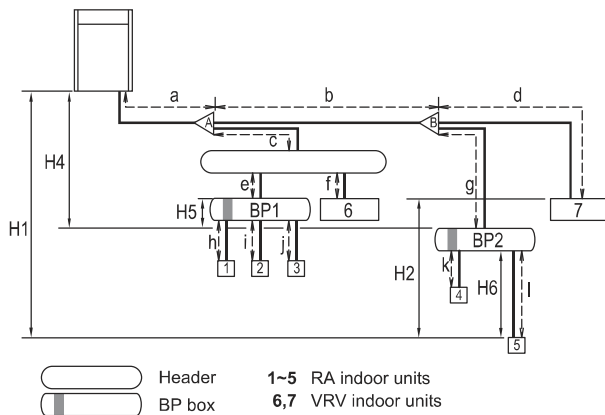 a
b
d
A
B
c
H4
e
f
g
H1
H5
BP1
6
7
h
i
j
BP2
H2
k
H6
l
1
2
3
4
5
Header
1~5 RA indoor units
BP box
6,7 VRV indoor units